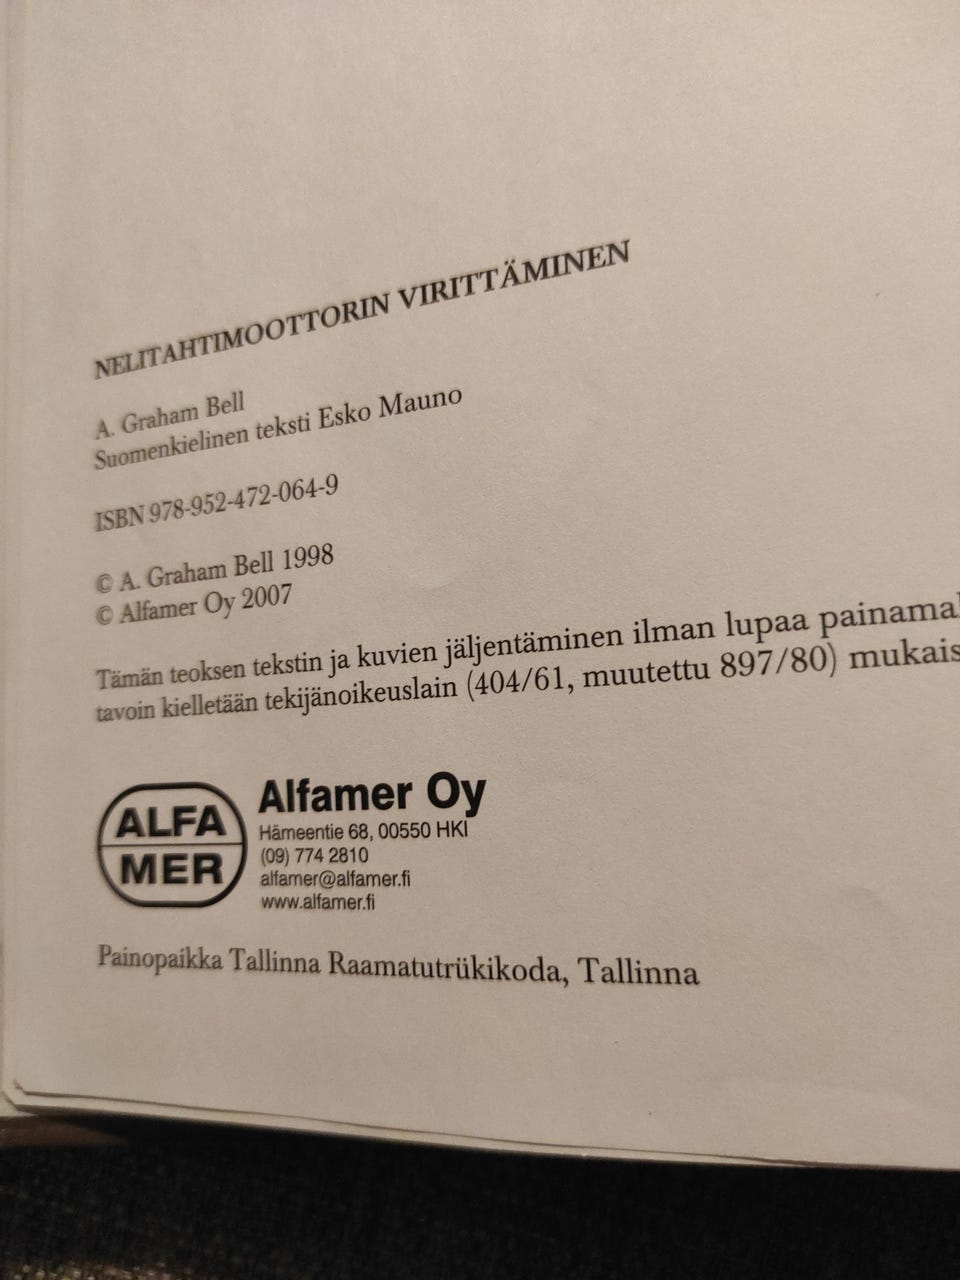 NELITAHTIMOOTTORIN VIRITTÄMINEN
A. Graham Bell
Suomenkielinen teksti Esko Mauno
ISBN 978-952-472-064-9
© A. Graham Bell 1998
© Alfamer Oy 2007
Tämän teoksen tekstin ja kuvien jäljentäminen ilman lupaa
tavoin kielletään tekijänoikeuslain (404/61, muutettu 897/80)
ALFA
MER
Alfamer Oy
Hämeentie 68, 00550 HKI
(09) 774 2810
alfamer@alfamer.fi
www.alfamer.fi
Painopaikka Tallinna Raamatutrükikoda, Tallinna